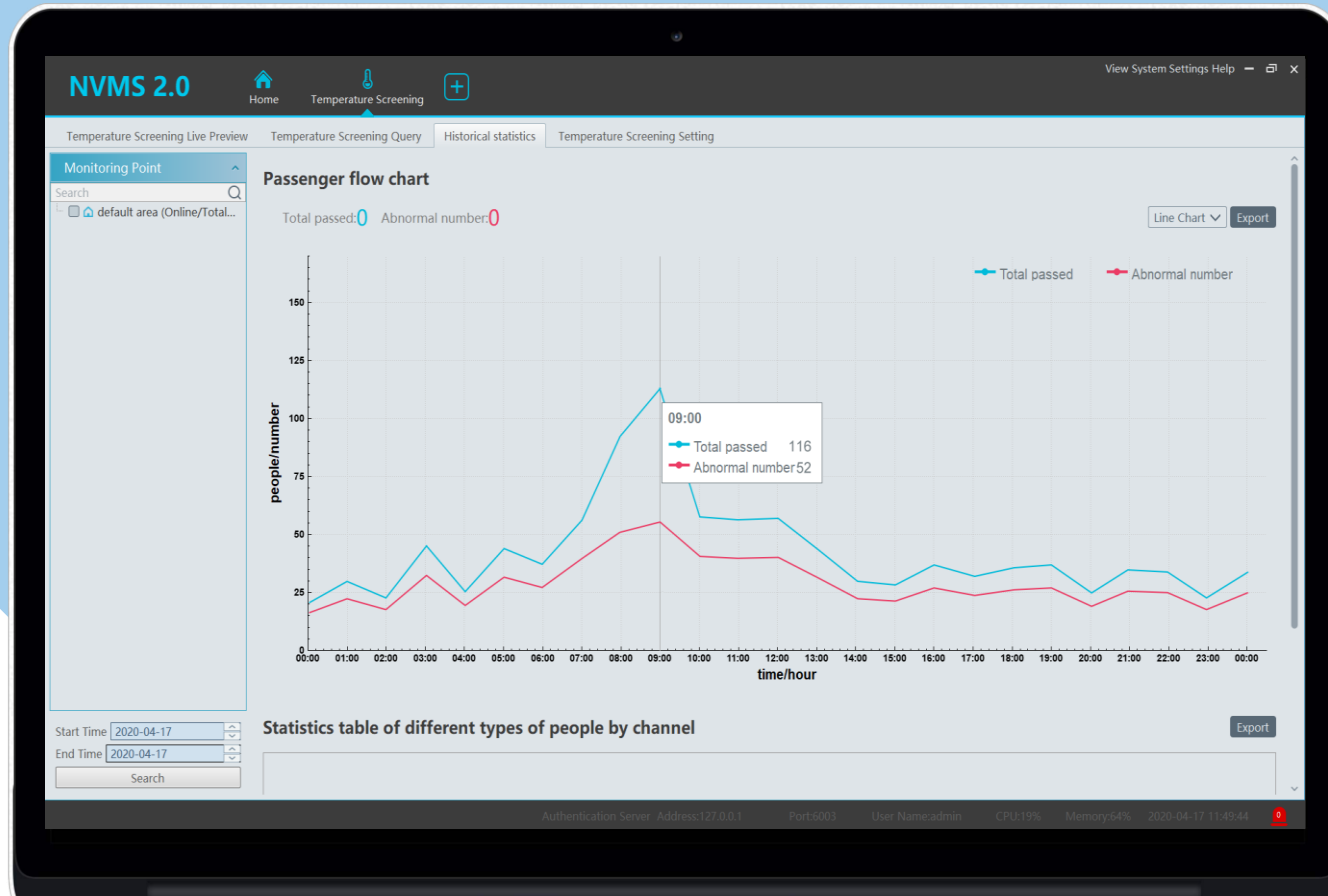 View System Settings Help
NVMS 2.0
Home
Temperature Screening
Temperature Screening Live Preview
Temperature Screening Query
Historical statistics
Temperature Screening Setting
Monitoring Point
Search
default area (Online/Total...
Passenger flow chart
Total passed:0 Abnormal number:0
Line Chart
Export
Total passed
Abnormal number
150
125
100
75
50
25
0
people/number
09:00
Total passed 116
Abnormal number 52
00:00 01:00 02:00 03:00 04:00 05:00 06:00 07:00 08:00 09:00 10:00 11:00 12:00 13:00 14:00 15:00 16:00 17:00 18:00 19:00 20:00 21:00 22:00 23:00 00:00
time/hour
Start Time 2020-04-17
End Time 2020-04-17
Search
Statistics table of different types of people by channel
Export
Authentication Server Address:127.0.0.1 Port:6003 User Name:admin CPU:19% Memory:64% 2020-04-17 11:49:44 0